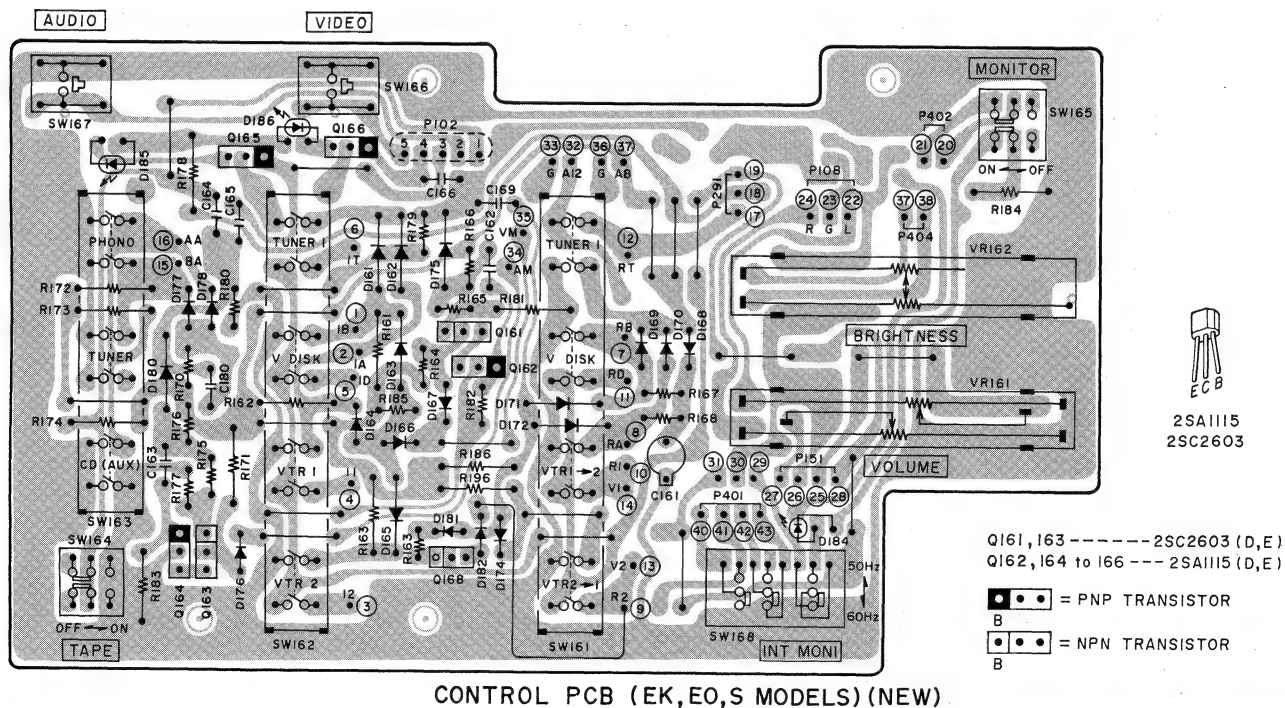 AUDIO
VIDEO
MONITOR
SW167
SW166
SW165
D185
D186
R178
Q165
Q166
P102
5 4 3 2 1
C164
C165
C166
C169
33 32 36 37
G A12 G A8
P291
19
18
17
P108
24 23 22
R G L
P402
21 20
ON OFF
R184
37 38
P404
PHONO
16 AA
15 BA
TUNER 1
6
1T
D161
D162
R179
D175
R166
C162
35
VM
34
AM
TUNER 1
12
RT
VR162
R172
R173
D177
D178
R180
R165
R181
1
1B
Q161
BRIGHTNESS
TUNER
D180
R170
C180
V DISK
2
1A
1D
5
R161
D163
R164
Q162
V DISK
RB
7
RD
11
D169
D170
D168
R167
R168
VR161
R174
R176
R162
R185
D164
D166
D167
R182
D171
D172
8
RA
R1
10
V1
14
C161
VOLUME
CD (AUX)
C163
R177
R175
R171
VTR 1
11
4
R186
R196
VTR1→2
31 30 29
P151
27 26 25 28
P401
40 41 42 43
D184
SW163
SW164
R183
Q164
Q163
D176
R163
D165
R163
D181
Q168
D182
D174
VTR 2
12
3
VTR2→1
V2
13
R2
9
50Hz
60Hz
OFF ON
TAPE
SW162
SW161
SW168
INT MONI
E C B
2SA1115
2SC2603
Q161, 163 ------- 2SC2603 (D, E)
Q162, 164 to 166 --- 2SA1115 (D, E)
= PNP TRANSISTOR
B
= NPN TRANSISTOR
B
CONTROL PCB (EK, EO, S MODELS) (NEW)